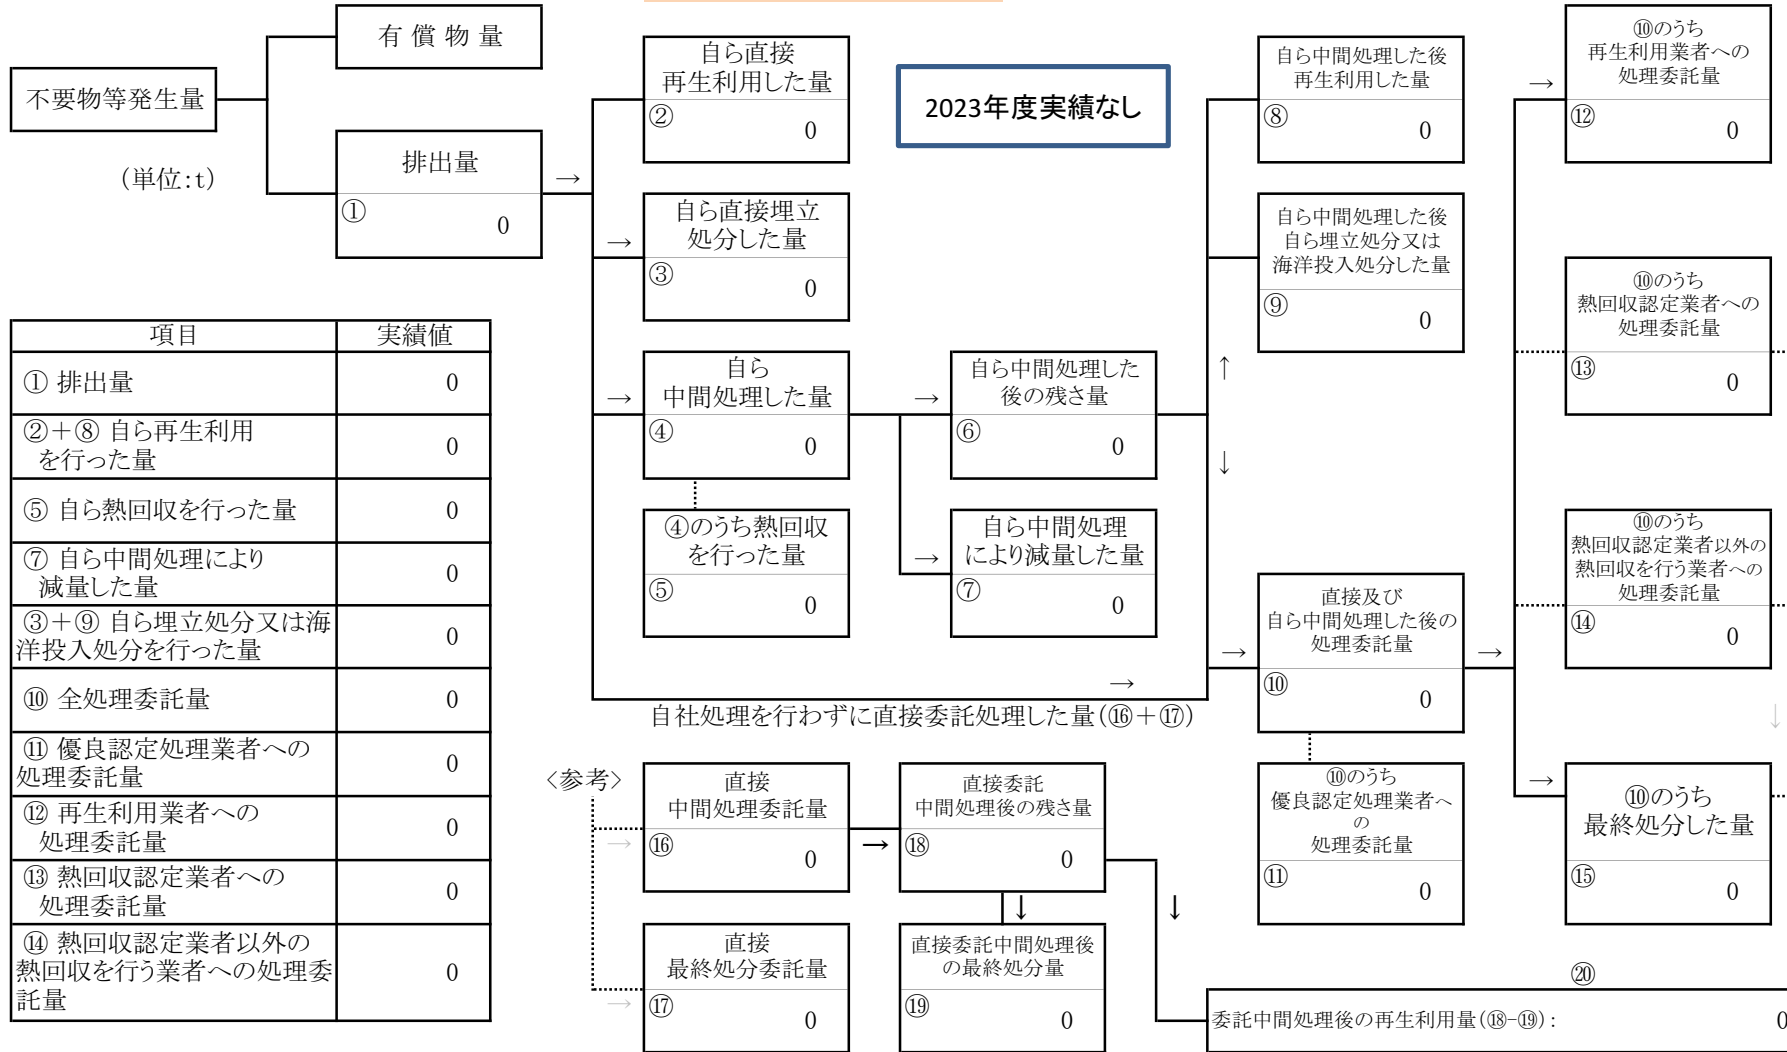 有 償 物 量
不要物等発生量
(単位:t)
排出量
①
0
→
自ら直接
再生利用した量
②
0
2023年度実績なし
自ら直接埋立
処分した量
→
③
0
自ら
中間処理した量
→
④
0
④のうち熱回収
を行った量
⑤
0
自ら中間処理した
後の残さ量
→
⑥
0
自ら中間処理
により減量した量
→
⑦
0
自ら中間処理した後
再生利用した量
⑧
0
自ら中間処理した後
自ら埋立処分又は
海洋投入処分した量
⑨
0
↑
↓
直接及び
自ら中間処理した後の
処理委託量
→
⑩
0
→
→
自社処理を行わずに直接委託処理した量(⑯+⑰)
⑩のうち
優良認定処理業者へ
の
処理委託量
⑪
0
→
⑩のうち
再生利用業者への
処理委託量
⑫
0
⑩のうち
熱回収認定業者への
処理委託量
⑬
0
⑩のうち
熱回収認定業者以外の
熱回収を行う業者への
処理委託量
⑭
0
↓
→
⑩のうち
最終処分した量
⑮
0
項目 実績値
① 排出量 0
②+⑧ 自ら再生利用
を行った量 0
⑤ 自ら熱回収を行った量 0
⑦ 自ら中間処理により
減量した量 0
③+⑨ 自ら埋立処分又は海
洋投入処分を行った量 0
⑩ 全処理委託量 0
⑪ 優良認定処理業者への
処理委託量 0
⑫ 再生利用業者への
処理委託量 0
⑬ 熱回収認定業者への
処理委託量 0
⑭ 熱回収認定業者以外の
熱回収を行う業者への処理委
託量 0
<参考>
直接
中間処理委託量
→
⑯
0
→
直接委託
中間処理後の残さ量
⑱
0
↓
↓
直接
最終処分委託量
→
⑰
0
直接委託中間処理後
の最終処分量
⑲
0
⑳
委託中間処理後の再生利用量(⑱-⑲): 0